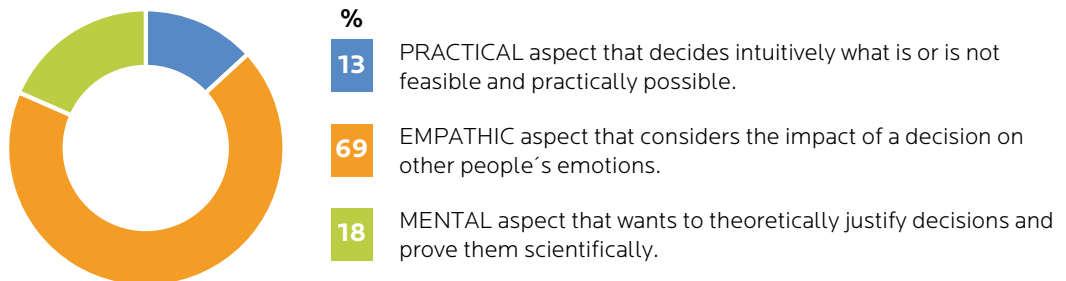 %
13
PRACTICAL aspect that decides intuitively what is or is not
feasible and practically possible.
69
EMPATHIC aspect that considers the impact of a decision on
other people´s emotions.
18
MENTAL aspect that wants to theoretically justify decisions and
prove them scientifically.